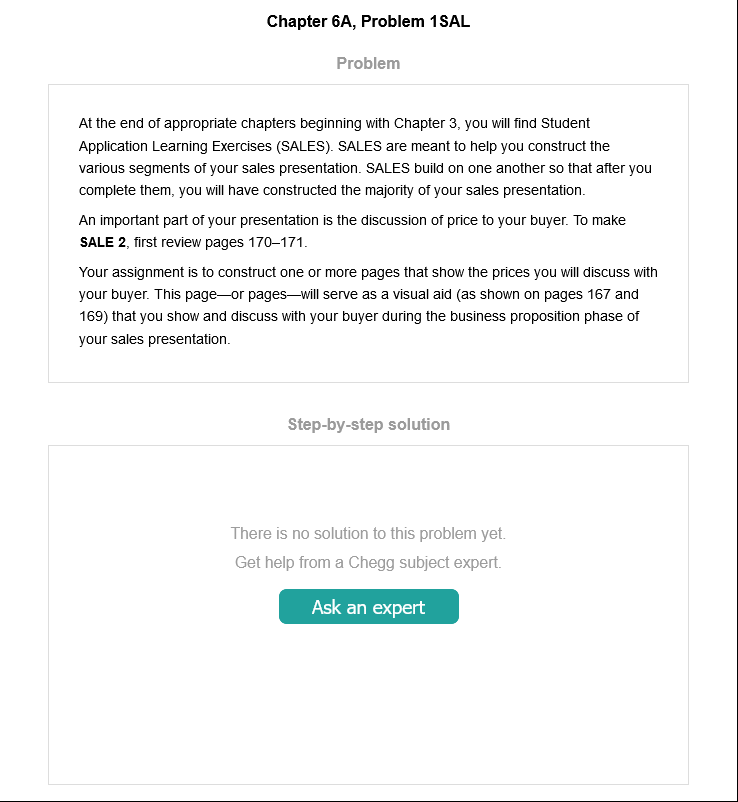 Chapter 6A, Problem 1SAL
Problem
At the end of appropriate chapters beginning with Chapter 3, you will find Student
Application Learning Exercises (SALES). SALES are meant to help you construct the
various segments of your sales presentation. SALES build on one another so that after you
complete them, you will have constructed the majority of your sales presentation.
An important part of your presentation is the discussion of price to your buyer. To make
SALE 2, first review pages 170–171.
Your assignment is to construct one or more pages that show the prices you will discuss with
your buyer. This page—or pages—will serve as a visual aid (as shown on pages 167 and
169) that you show and discuss with your buyer during the business proposition phase of
your sales presentation.
Step-by-step solution
There is no solution to this problem yet.
Get help from a Chegg subject expert.
Ask an expert